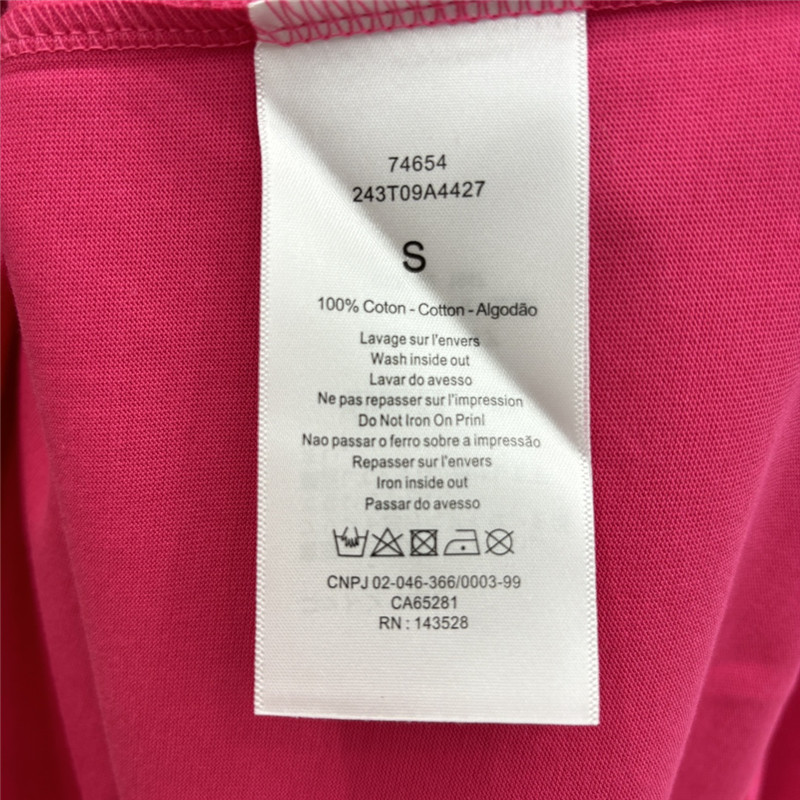 74654
243T09A4427
S
100% Coton - Cotton - Algodão
Lavage sur l'envers
Wash inside out
Lavar do avesso
Ne pas repasser sur l'impression
Do Not Iron On Prinl
Nao passar o ferro sobre a impressão
Repasser sur l'envers
Iron inside out
Passar do avesso
CNPJ 02-046-366/0003-99
CA65281
RN : 143528